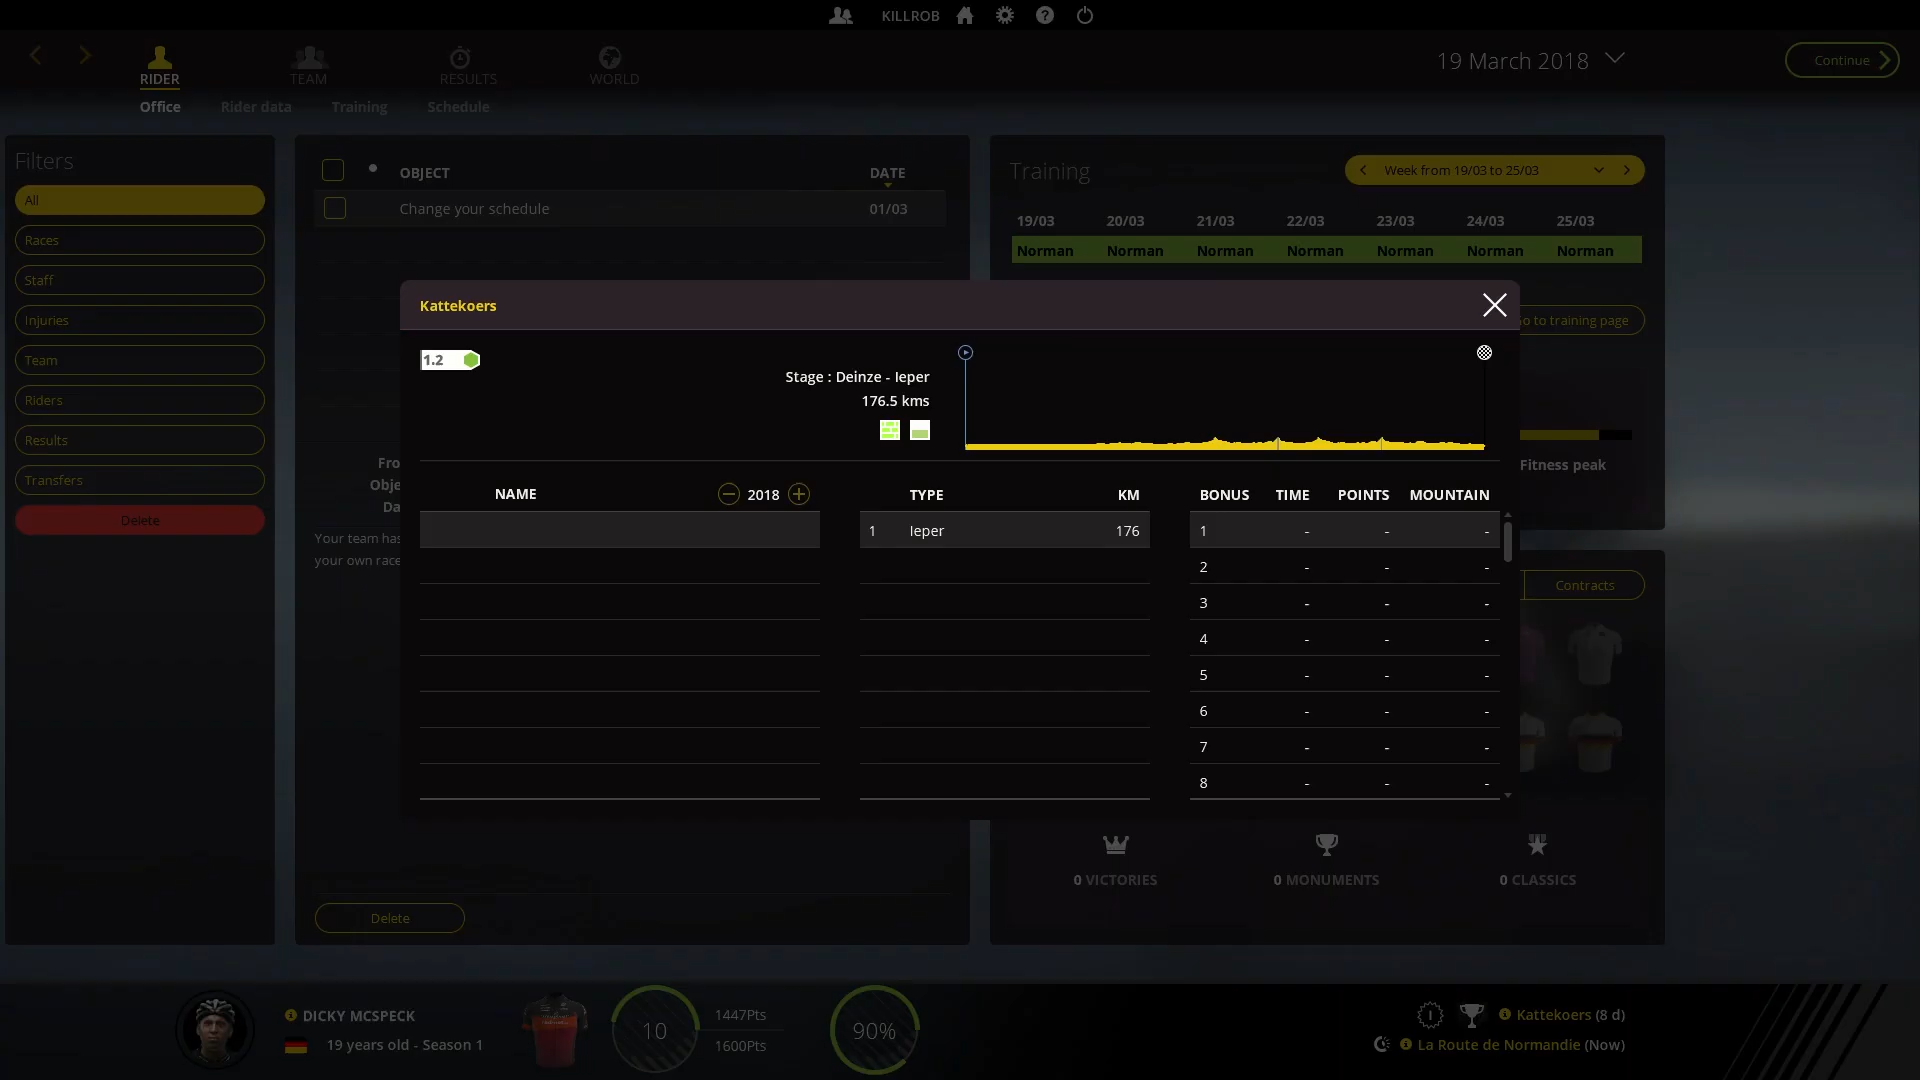 KILLROB
RIDER
TEAM
RESULTS
WORLD
19 March 2018
Continue
Office
Rider data
Training
Schedule
Filters
All
Races
Staff
Injuries
Team
Riders
Results
Transfers
Delete
OBJECT DATE
Change your schedule 01/03
Fro
Obje
Da
Your team has
your own race
Delete
Training
Week from 19/03 to 25/03
19/03 20/03 21/03 22/03 23/03 24/03 25/03
Norman Norman Norman Norman Norman Norman Norman
o to training page
Fitness peak
Contracts
0 VICTORIES
0 MONUMENTS
0 CLASSICS
Kattekoers
1.2
Stage : Deinze - Ieper
176.5 kms
NAME 2018
TYPE KM
1 Ieper 176
BONUS TIME POINTS MOUNTAIN
1 - - -
2 - - -
3 - - -
4 - - -
5 - - -
6 - - -
7 - - -
8 - - -
DICKY MCSPECK
19 years old - Season 1
10
1447Pts
1600Pts
90%
Kattekoers (8 d)
La Route de Normandie (Now)